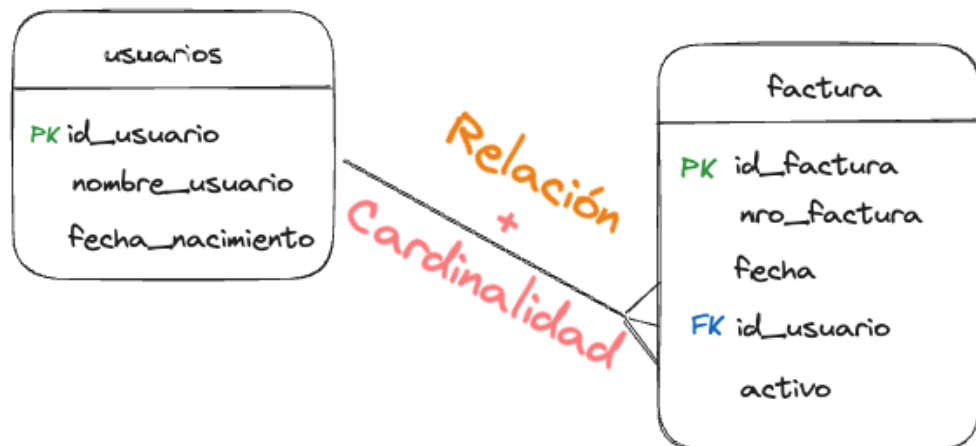 usuarios
PK id_usuario
nombre_usuario
fecha_nacimiento
Relación
+
Cardinalidad
factura
PK id_factura
nro_factura
fecha
FK id_usuario
activo